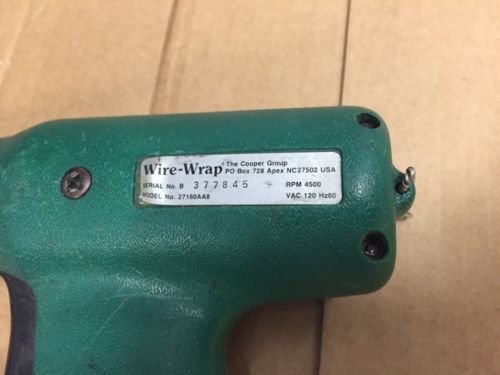 Wire-Wrap ® The Cooper Group
PO Box 728 Apex NC27502 USA
SERIAL No. B 377845 RPM 4500
MODEL No. 27160AA8 VAC 120 Hz60